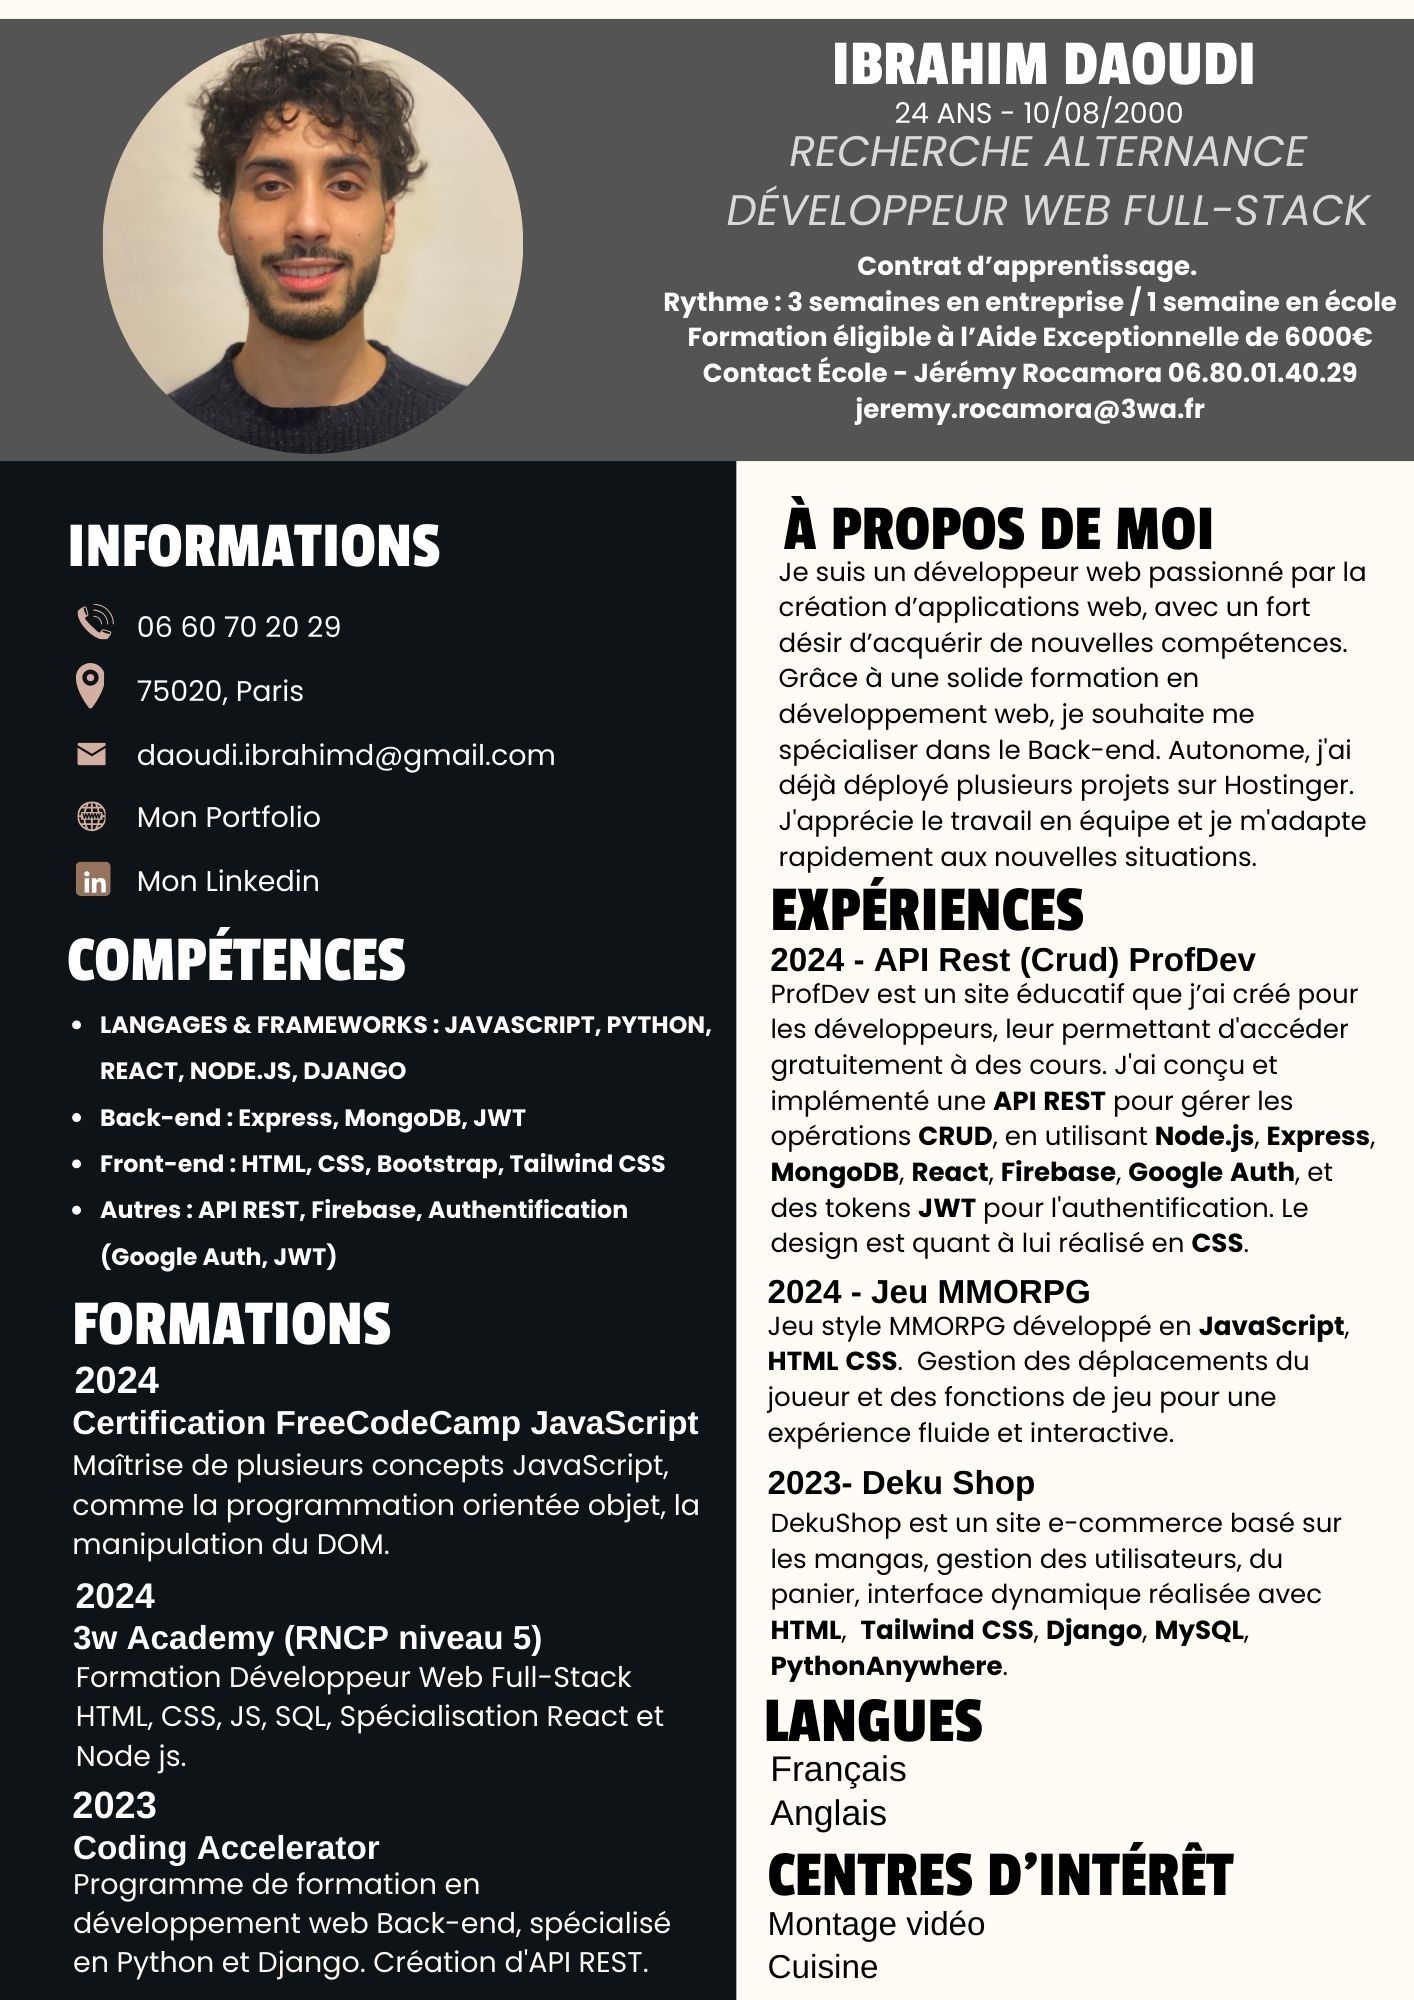 IBRAHIM DAOUDI
24 ANS - 10/08/2000
RECHERCHE ALTERNANCE
DÉVELOPPEUR WEB FULL-STACK
Contrat d’apprentissage.
Rythme : 3 semaines en entreprise / 1 semaine en école
Formation éligible à l’Aide Exceptionnelle de 6000€
Contact École - Jérémy Rocamora 06.80.01.40.29
jeremy.rocamora@3wa.fr
INFORMATIONS
06 60 70 20 29
75020, Paris
daoudi.ibrahimd@gmail.com
Mon Portfolio
in Mon Linkedin
COMPÉTENCES
• LANGAGES & FRAMEWORKS : JAVASCRIPT, PYTHON,
REACT, NODE.JS, DJANGO
• Back-end : Express, MongoDB, JWT
• Front-end : HTML, CSS, Bootstrap, Tailwind CSS
• Autres : API REST, Firebase, Authentification
(Google Auth, JWT)
FORMATIONS
2024
Certification FreeCodeCamp JavaScript
Maîtrise de plusieurs concepts JavaScript,
comme la programmation orientée objet, la
manipulation du DOM.
2024
3w Academy (RNCP niveau 5)
Formation Développeur Web Full-Stack
HTML, CSS, JS, SQL, Spécialisation React et
Node js.
2023
Coding Accelerator
Programme de formation en
développement web Back-end, spécialisé
en Python et Django. Création d'API REST.
À PROPOS DE MOI
Je suis un développeur web passionné par la
création d’applications web, avec un fort
désir d’acquérir de nouvelles compétences.
Grâce à une solide formation en
développement web, je souhaite me
spécialiser dans le Back-end. Autonome, j'ai
déjà déployé plusieurs projets sur Hostinger.
J'apprécie le travail en équipe et je m'adapte
rapidement aux nouvelles situations.
EXPÉRIENCES
2024 - API Rest (Crud) ProfDev
ProfDev est un site éducatif que j’ai créé pour
les développeurs, leur permettant d'accéder
gratuitement à des cours. J'ai conçu et
implémenté une API REST pour gérer les
opérations CRUD, en utilisant Node.js, Express,
MongoDB, React, Firebase, Google Auth, et
des tokens JWT pour l'authentification. Le
design est quant à lui réalisé en CSS.
2024 - Jeu MMORPG
Jeu style MMORPG développé en JavaScript,
HTML CSS. Gestion des déplacements du
joueur et des fonctions de jeu pour une
expérience fluide et interactive.
2023- Deku Shop
DekuShop est un site e-commerce basé sur
les mangas, gestion des utilisateurs, du
panier, interface dynamique réalisée avec
HTML, Tailwind CSS, Django, MySQL,
PythonAnywhere.
LANGUES
Français
Anglais
CENTRES D’INTÉRÊT
Montage vidéo
Cuisine